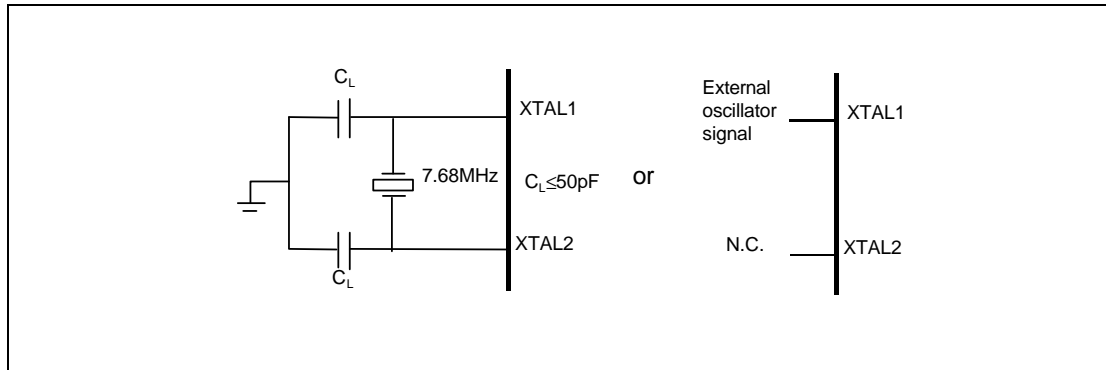 C_L
XTAL1
7.68MHz
C_L≤50pF
XTAL2
C_L
or
External
oscillator
signal
XTAL1
N.C.
XTAL2